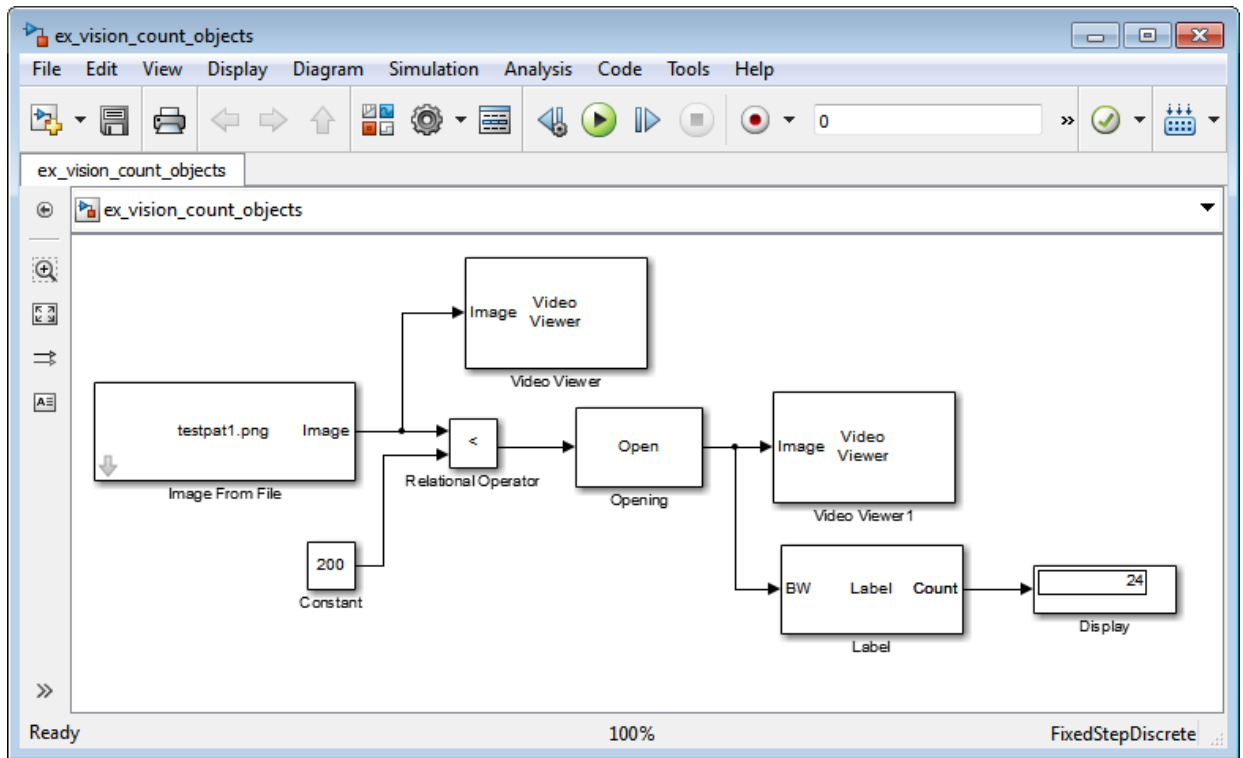 ex_vision_count_objects
File Edit View Display Diagram Simulation Analysis Code Tools Help
0
ex_vision_count_objects
ex_vision_count_objects
Image Video
Viewer
Video Viewer
testpat1.png Image
Image From File
<
Relational Operator
Open
Opening
Image Video
Viewer
Video Viewer1
200
Constant
BW Label Count
Label
24
Display
Ready 100% FixedStepDiscrete